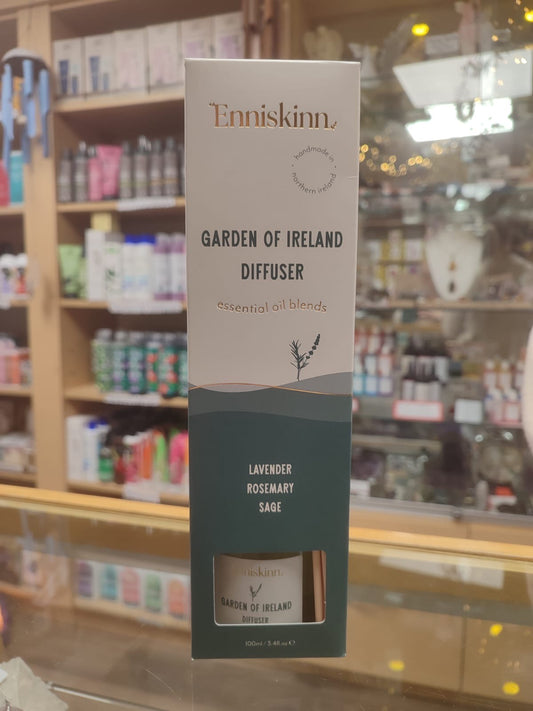 Enniskinn.
handmade in
northern ireland
GARDEN OF IRELAND
DIFFUSER
essential oil blends
LAVENDER
ROSEMARY
SAGE
Enniskinn.
GARDEN OF IRELAND
DIFFUSER
100ml / 3.4fl.oz ℮